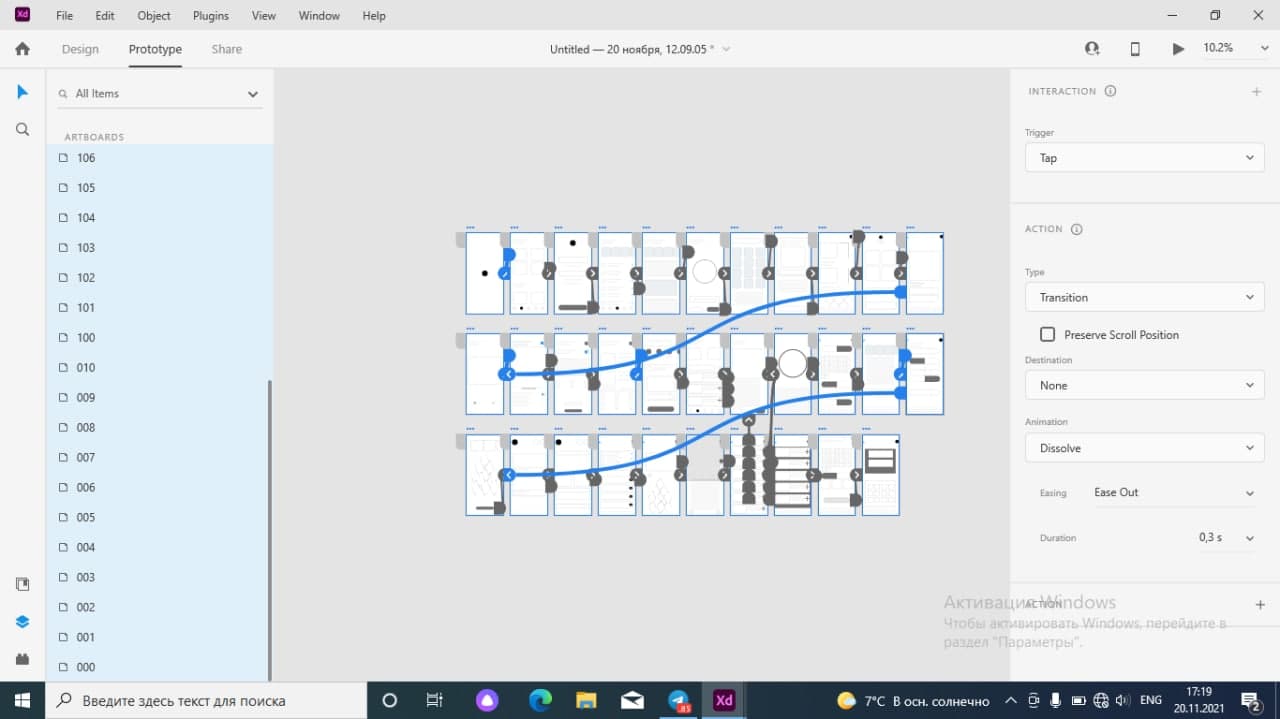 Xd File Edit Object Plugins View Window Help
Design Prototype Share Untitled — 20 ноября, 12.09.05 * 10.2%
All Items
ARTBOARDS
106
105
104
103
102
101
100
010
009
008
007
006
005
004
003
002
001
000
INTERACTION
Trigger
Tap
ACTION
Type
Transition
Preserve Scroll Position
Destination
None
Animation
Dissolve
Easing Ease Out
Duration 0,3 s
ACTION
Активация Windows
Чтобы активировать Windows, перейдите в
раздел "Параметры".
Введите здесь текст для поиска
Xd
7°C В осн. солнечно
ENG
17:19
20.11.2021
2